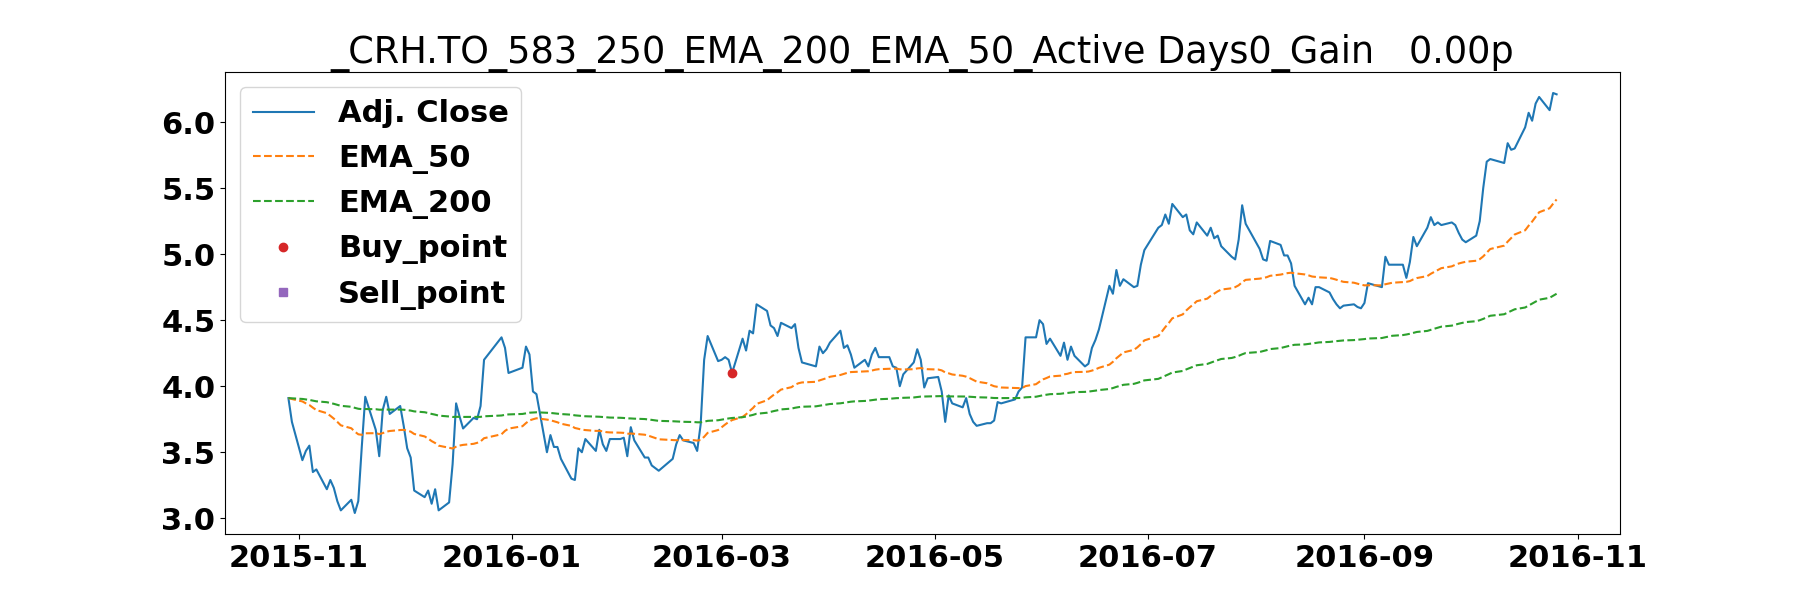 _CRH.TO_583_250_EMA_200_EMA_50_Active Days0_Gain   0.00p
Adj. Close
EMA_50
EMA_200
Buy_point
Sell_point
6.0
5.5
5.0
4.5
4.0
3.5
3.0
2015-11 2016-01 2016-03 2016-05 2016-07 2016-09 2016-11